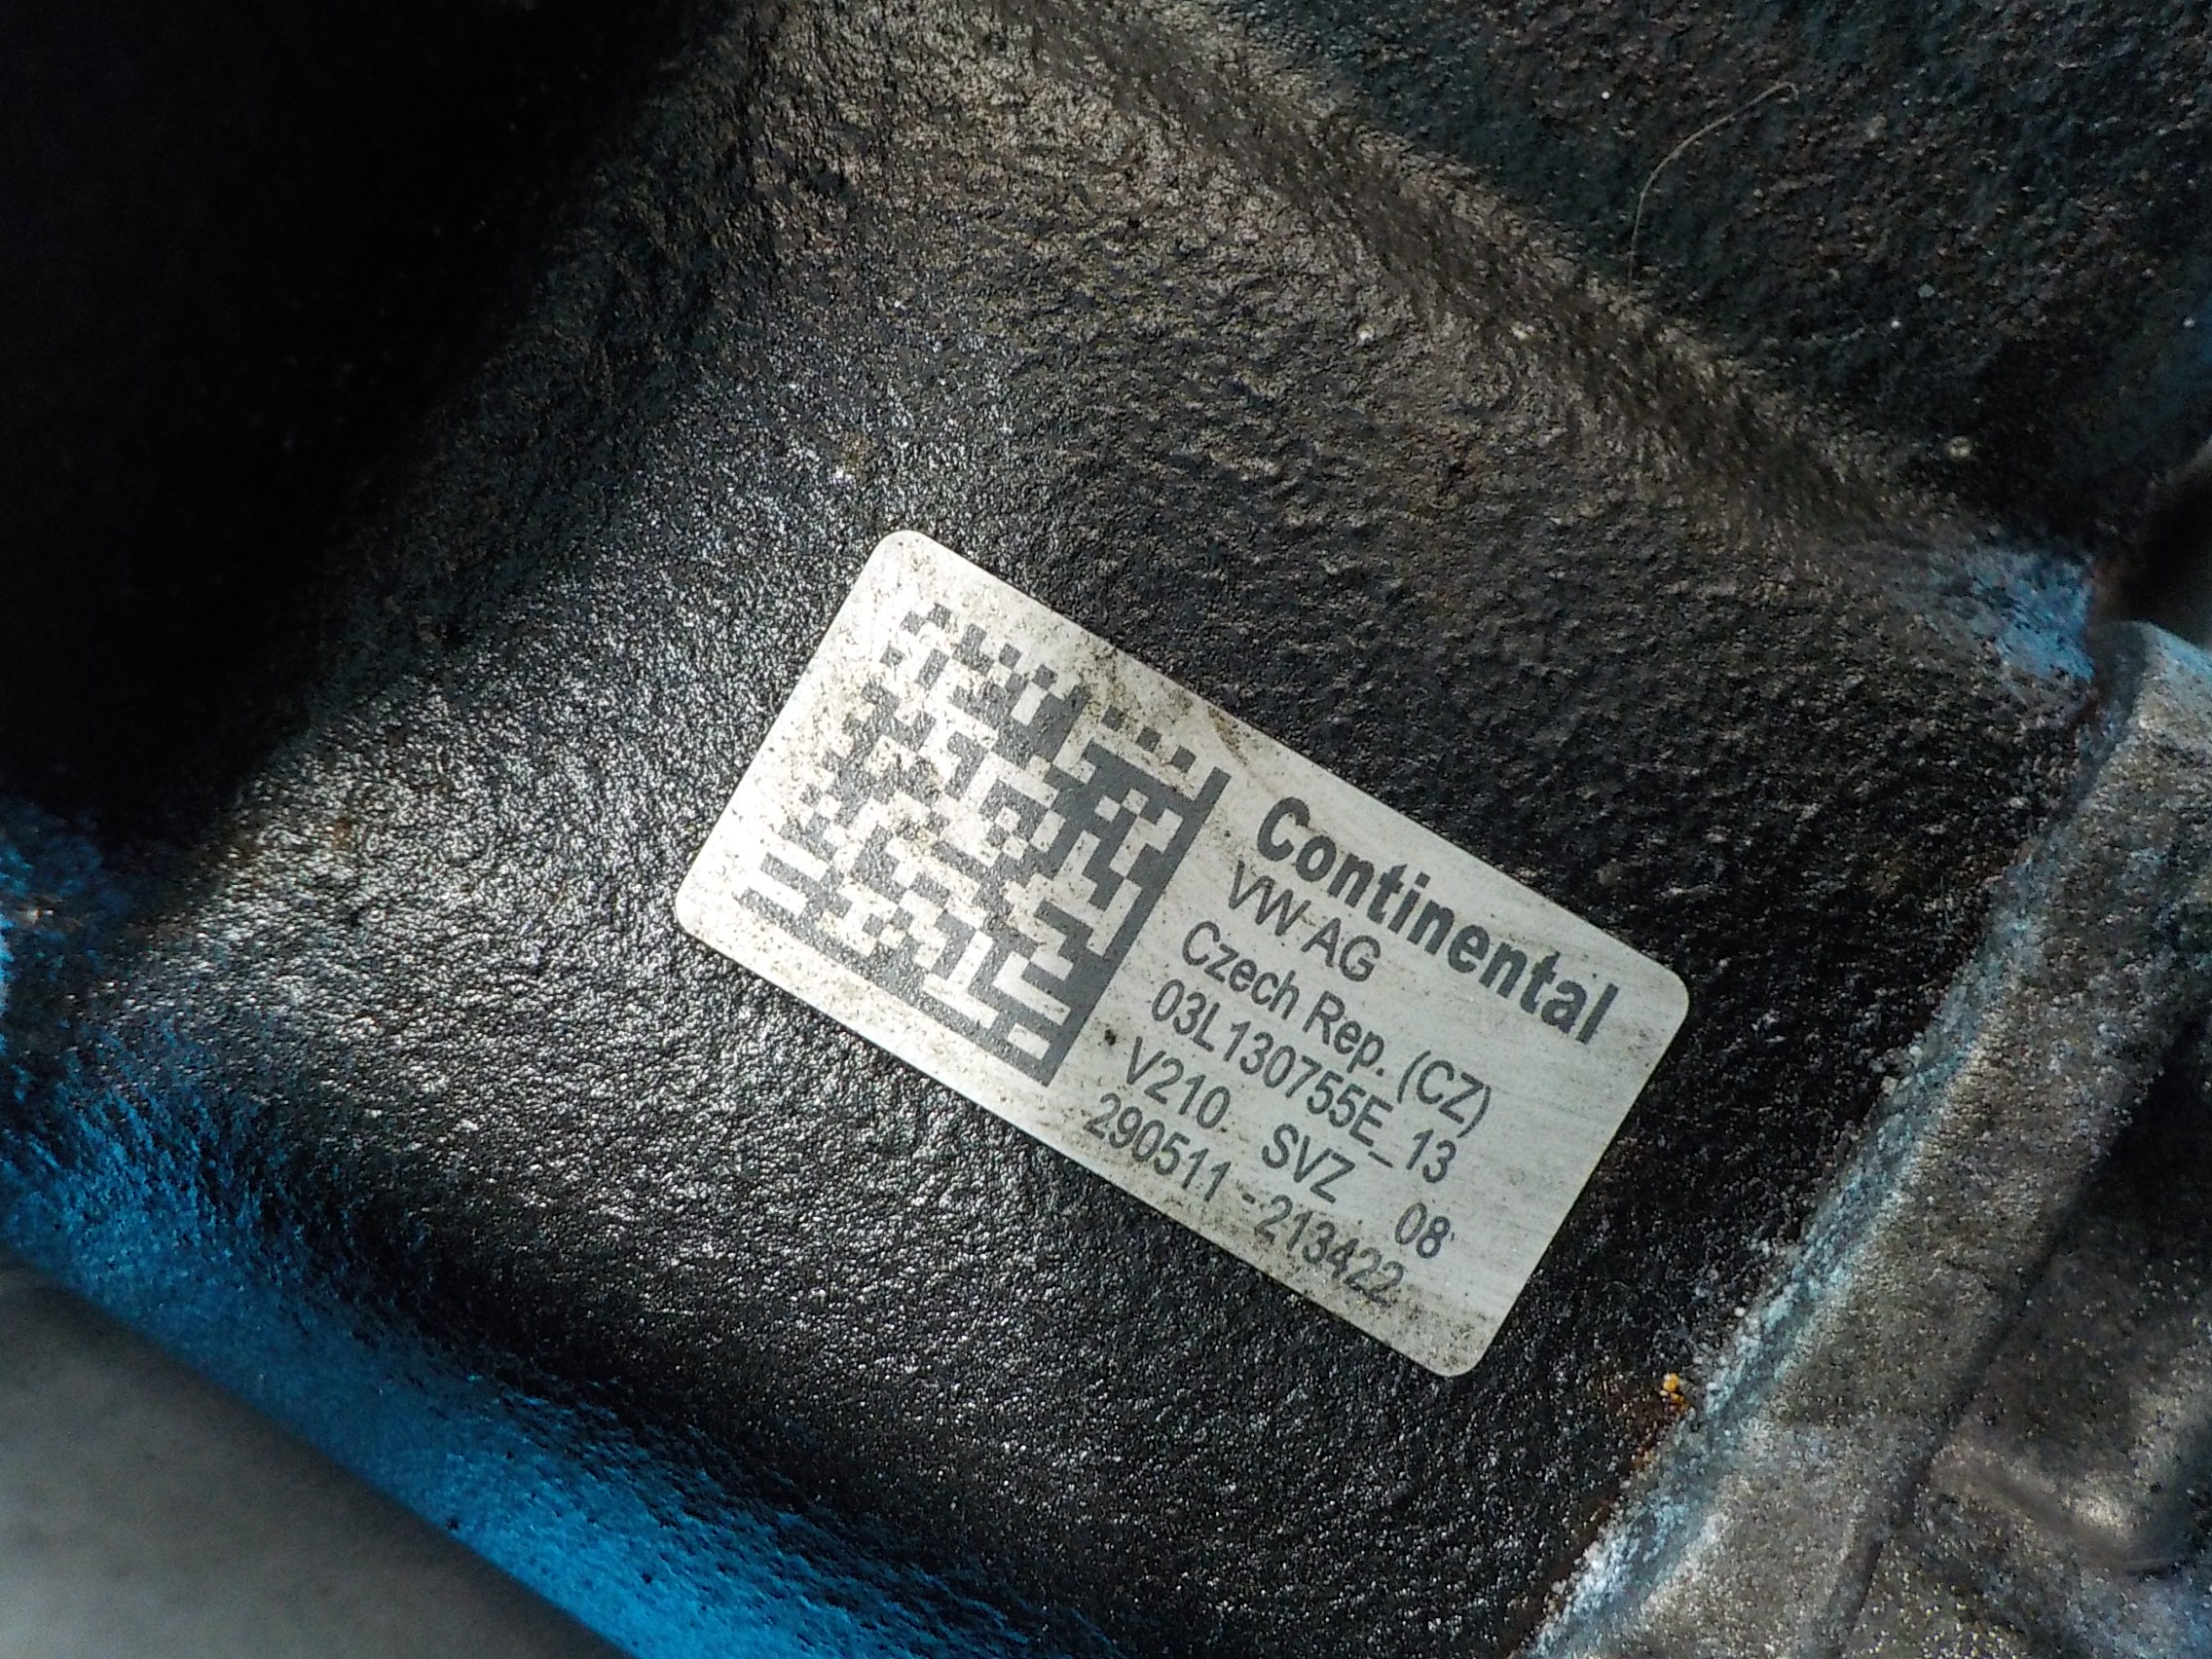 Continental
VW AG
Czech Rep. (CZ)
03L130755E_13
V210 SVZ 08
290511 - 213422